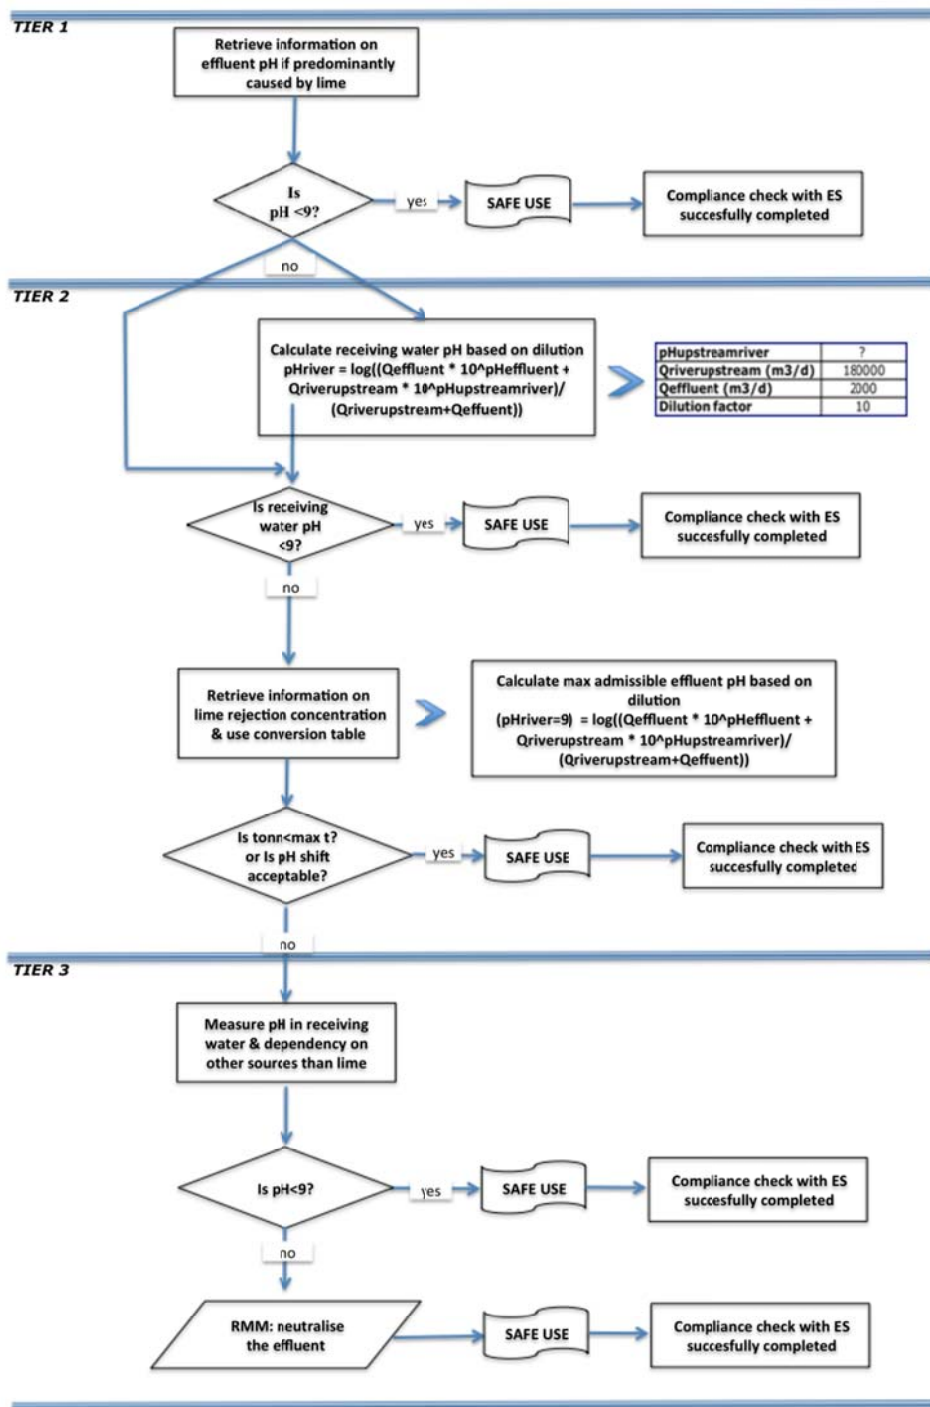 TIER 1
Retrieve information on
effluent pH if predominantly
caused by lime
Is
pH <9?
yes
SAFE USE
Compliance check with ES
succesfully completed
no
TIER 2
Calculate receiving water pH based on dilution
pHriver = log((Qeffluent * 10^pHeffluent +
Qriverupstream * 10^pHupstreamriver)/
(Qriverupstream+Qeffuent))
pHupstreamriver ?
Qriverupstream (m3/d) 180000
Qeffluent (m3/d) 2000
Dilution factor 10
Is receiving
water pH
<9?
yes
SAFE USE
Compliance check with ES
succesfully completed
no
Retrieve information on
lime rejection concentration
& use conversion table
Calculate max admissible effluent pH based on
dilution
(pHriver=9) = log((Qeffluent * 10^pHeffluent +
Qriverupstream * 10^pHupstreamriver)/
(Qriverupstream+Qeffuent))
Is tonn<max t?
or Is pH shift
acceptable?
yes
SAFE USE
Compliance check with ES
succesfully completed
no
TIER 3
Measure pH in receiving
water & dependency on
other sources than lime
Is pH<9?
yes
SAFE USE
Compliance check with ES
succesfully completed
no
RMM: neutralise
the effluent
SAFE USE
Compliance check with ES
succesfully completed